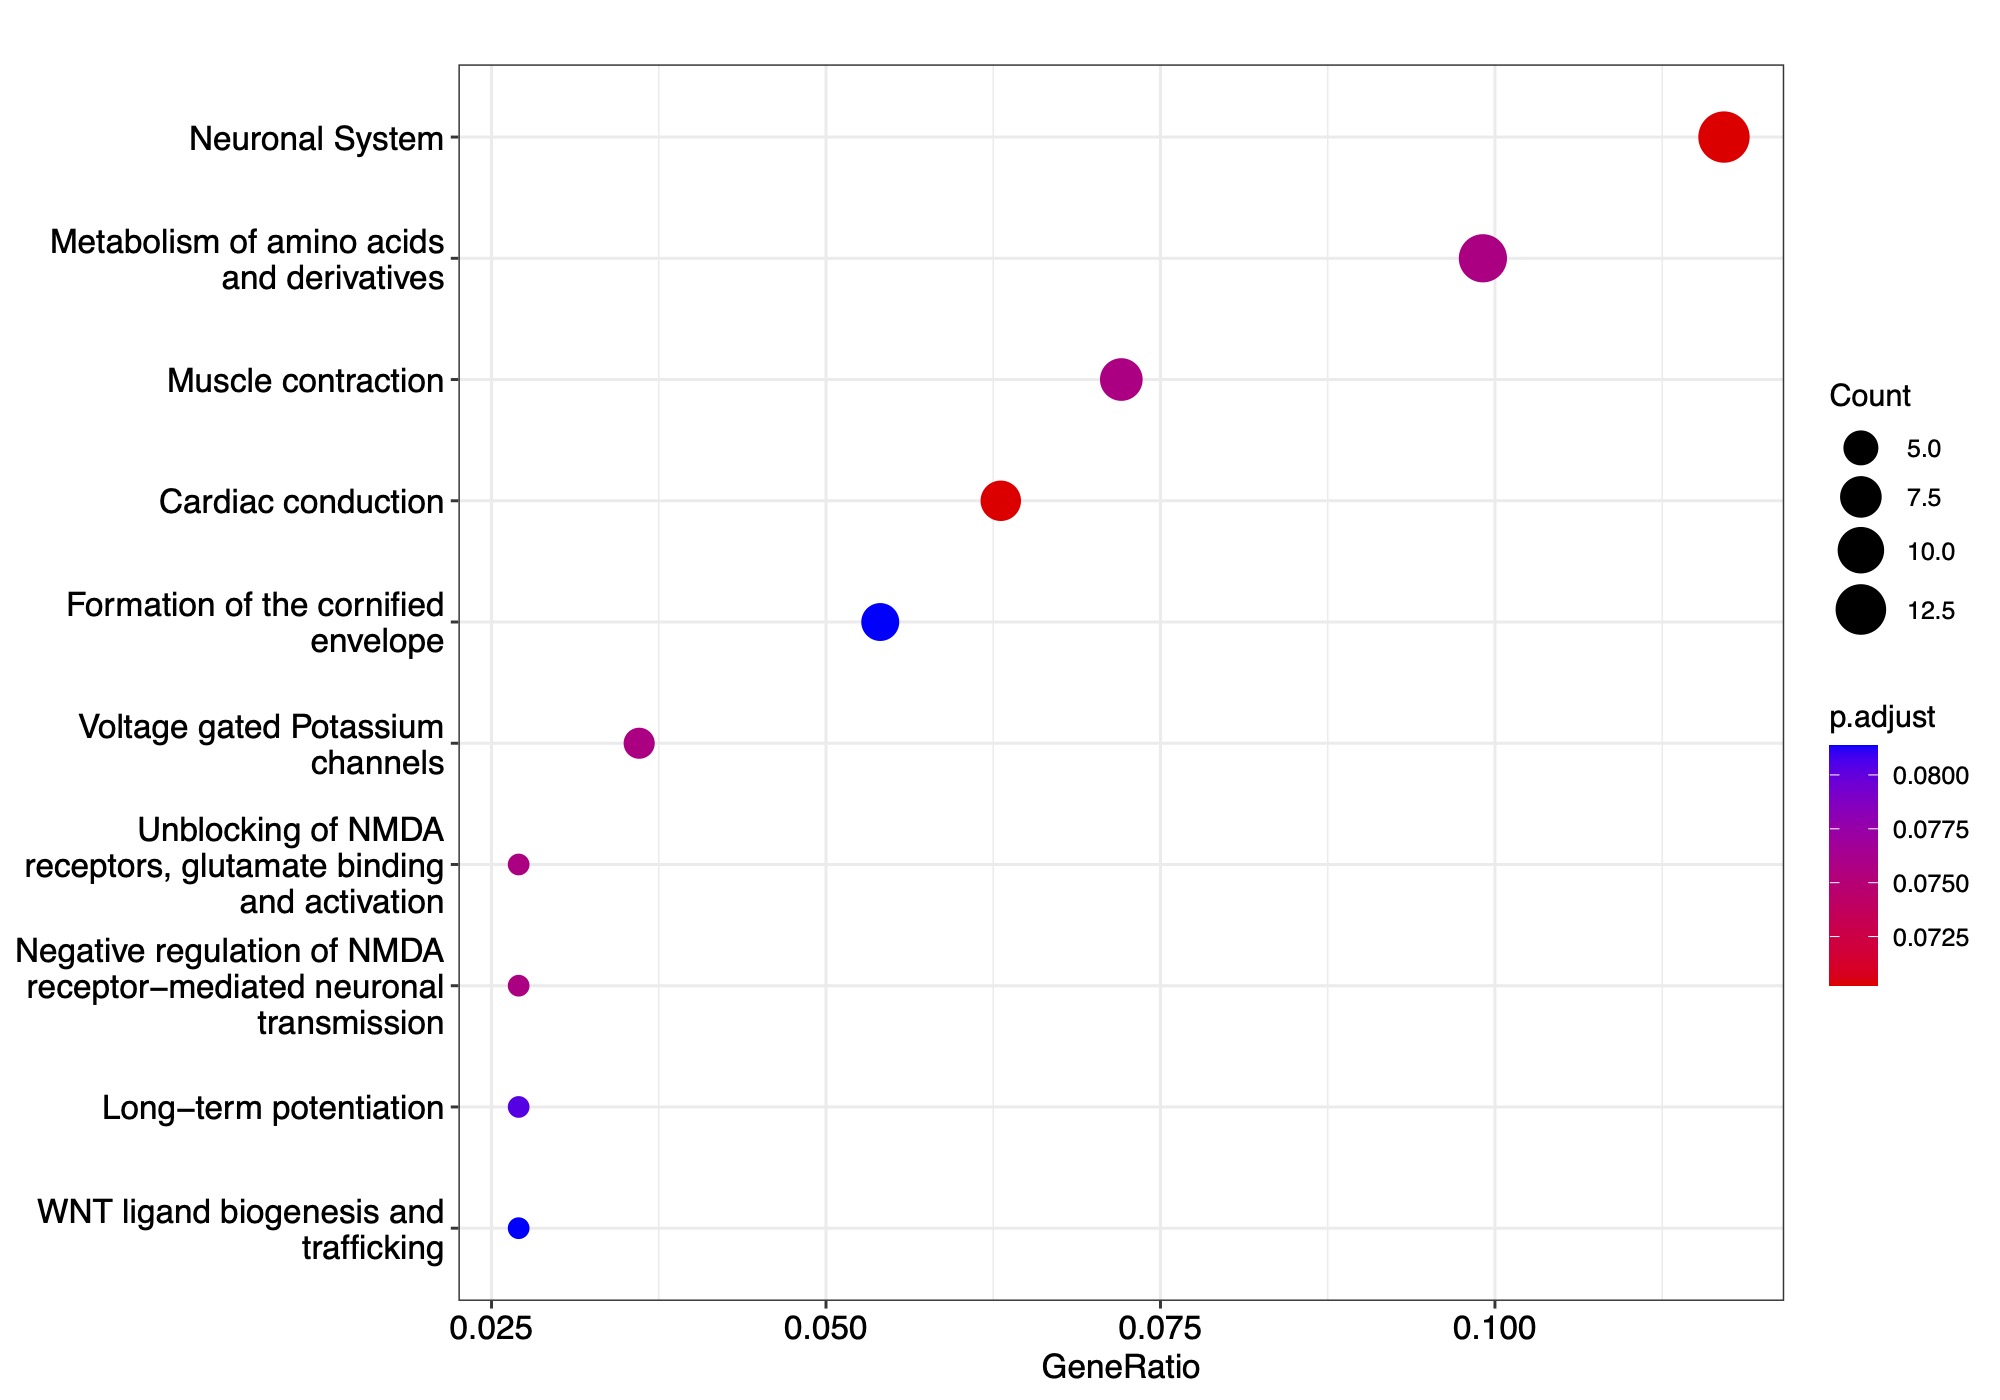 Neuronal System
Metabolism of amino acids
and derivatives
Muscle contraction
Cardiac conduction
Formation of the cornified
envelope
Voltage gated Potassium
channels
Unblocking of NMDA
receptors, glutamate binding
and activation
Negative regulation of NMDA
receptor−mediated neuronal
transmission
Long−term potentiation
WNT ligand biogenesis and
trafficking
0.025 0.050 0.075 0.100
GeneRatio
Count
5.0
7.5
10.0
12.5
p.adjust
0.0800
0.0775
0.0750
0.0725